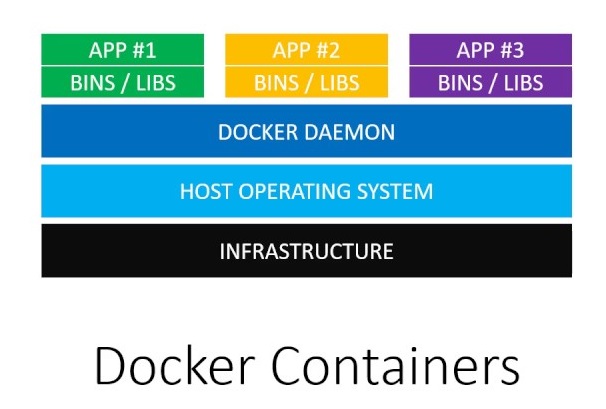 APP #1
APP #2
APP #3
BINS / LIBS
BINS / LIBS
BINS / LIBS
DOCKER DAEMON
HOST OPERATING SYSTEM
INFRASTRUCTURE
Docker Containers